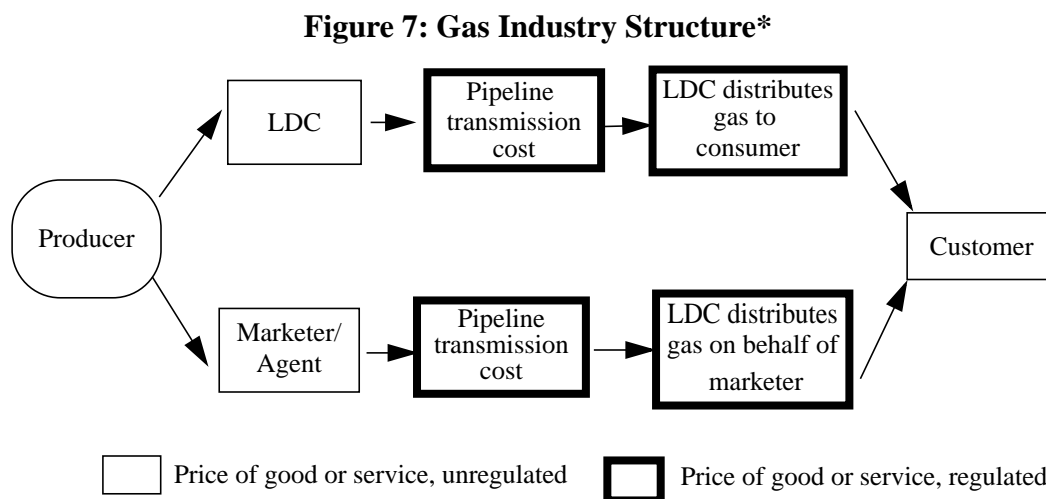 Figure 7: Gas Industry Structure*
LDC
Pipeline
transmission
cost
LDC distributes
gas to
consumer
Producer
Customer
Marketer/
Agent
Pipeline
transmission
cost
LDC distributes
gas on behalf of
marketer
Price of good or service, unregulated
Price of good or service, regulated